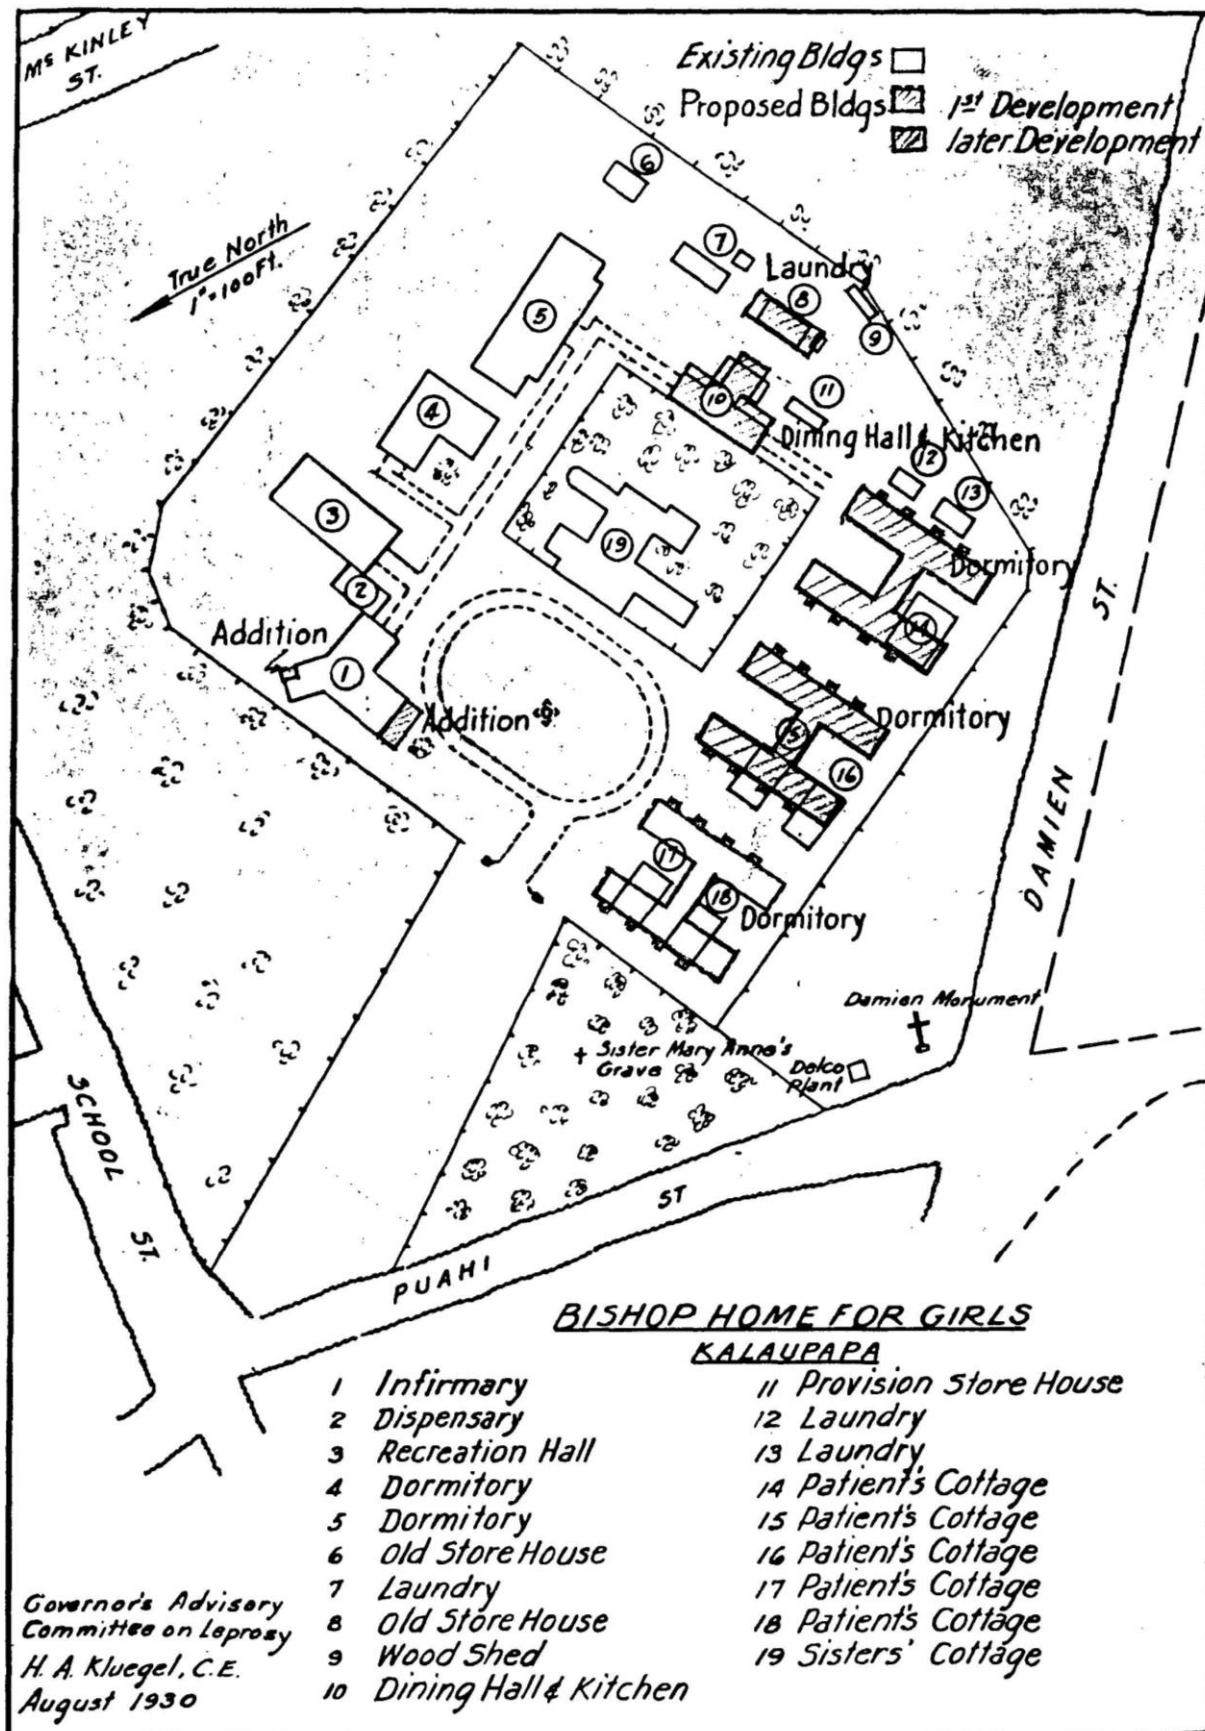 Mc KINLEY
ST.
Existing Bldgs
Proposed Bldgs 1st Development
later Development
True North
1"=100Ft.
6
7
Laundry
8
9
5
4
10
11
Dining Hall & Kitchen
12
13
3
19
Dormitory
2
14
Addition
1
Addition
Dormitory
15
16
17
18
Dormitory
DAMIEN ST.
Damien Monument
+ Sister Mary Anne's
Grave
Delco
Plant
SCHOOL ST.
PUAHI ST
BISHOP HOME FOR GIRLS
KALAUPAPA
1 Infirmary
2 Dispensary
3 Recreation Hall
4 Dormitory
5 Dormitory
6 Old Store House
7 Laundry
8 Old Store House
9 Wood Shed
10 Dining Hall & Kitchen
11 Provision Store House
12 Laundry
13 Laundry
14 Patient's Cottage
15 Patient's Cottage
16 Patient's Cottage
17 Patient's Cottage
18 Patient's Cottage
19 Sisters' Cottage
Governor's Advisory
Committee on Leprosy
H. A. Kluegel, C.E.
August 1930